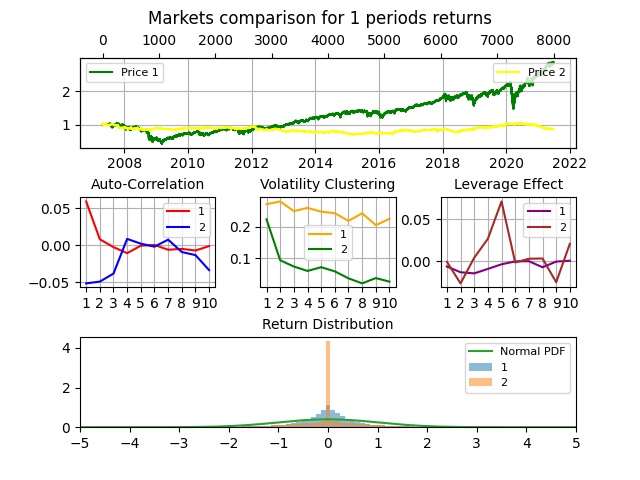 Markets comparison for 1 periods returns
0 1000 2000 3000 4000 5000 6000 7000 8000
Price 1
Price 2
2
1
2008 2010 2012 2014 2016 2018 2020 2022
Auto-Correlation
0.05
0.00
−0.05
1
2
1 2 3 4 5 6 7 8 9 10
Volatility Clustering
0.2
0.1
1
2
1 2 3 4 5 6 7 8 9 10
Leverage Effect
0.05
0.00
1
2
1 2 3 4 5 6 7 8 9 10
Return Distribution
4
2
0
Normal PDF
1
2
−5 −4 −3 −2 −1 0 1 2 3 4 5